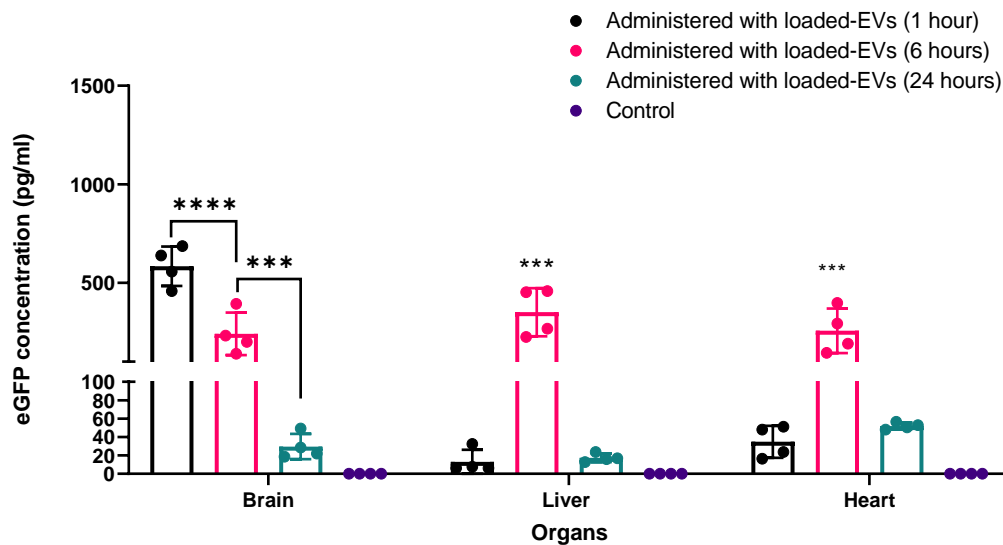 Administered with loaded-EVs (1 hour)
Administered with loaded-EVs (6 hours)
Administered with loaded-EVs (24 hours)
Control
eGFP concentration (pg/ml)
1500
1000
500
100
80
60
40
20
0
****
***
***
***
Brain
Liver
Heart
Organs